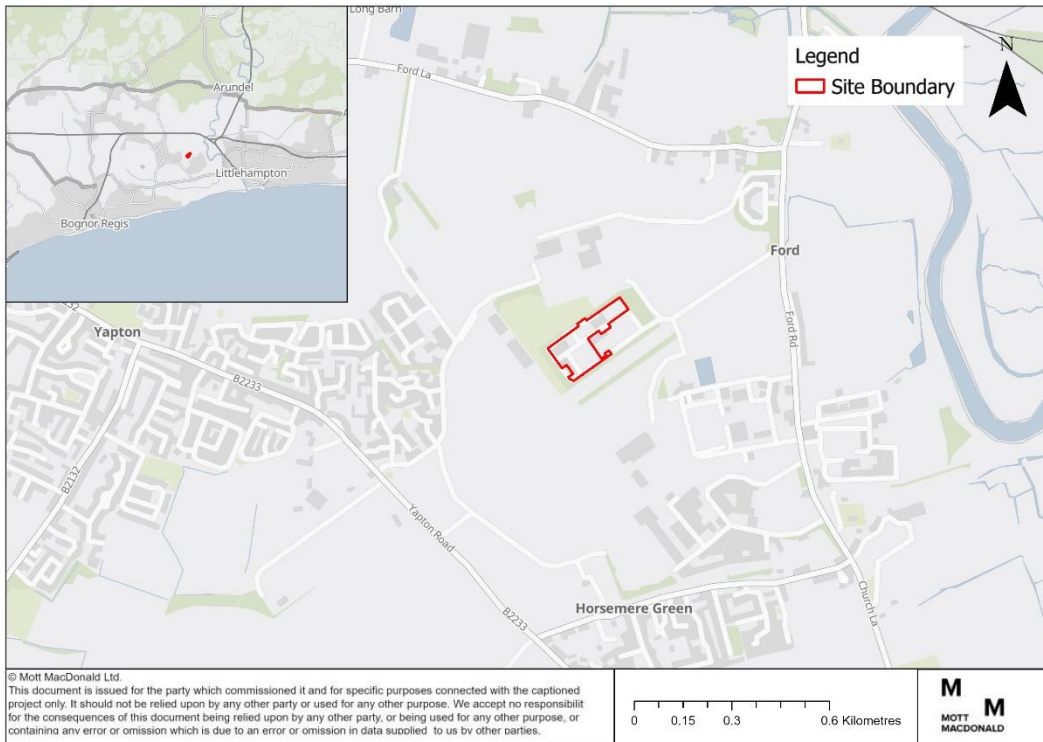 Arundel
A
Littlehampton
Bognor Regis
Long Barn
Ford La
Legend
Site Boundary
N
Ford
Ford Rd
Yapton
B2233
B2132
Yapton Road
B2233
Horsemere Green
Church La
© Mott MacDonald Ltd.
This document is issued for the party which commissioned it and for specific purposes connected with the captioned
project only. It should not be relied upon by any other party or used for any other purpose. We accept no responsibilit
for the consequences of this document being relied upon by any other party, or being used for any other purpose, or
containing any error or omission which is due to an error or omission in data supplied to us by other parties.
0 0.15 0.3 0.6 Kilometres
M
M
MOTT
MACDONALD